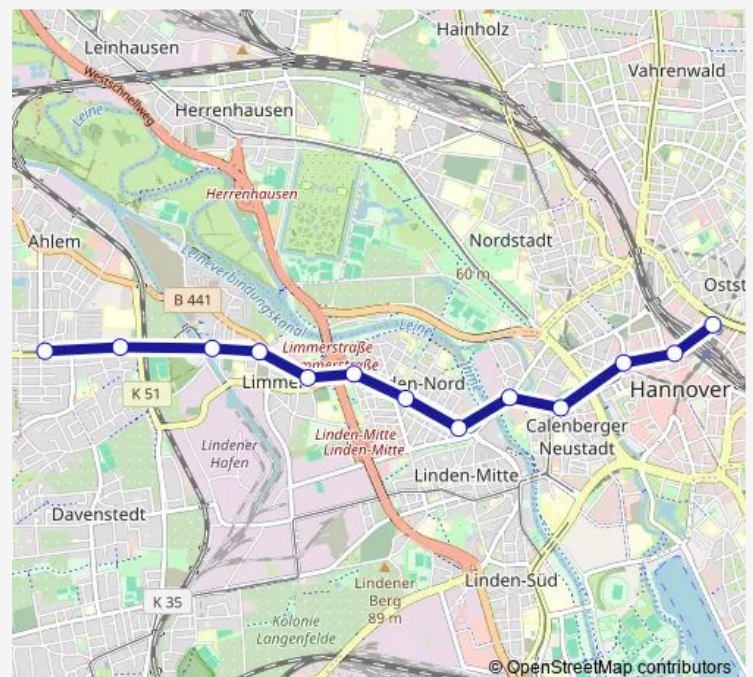 Hainholz
Leinhausen
Vahrenwald
Westschnellweg
Leine
Herrenhausen
Herrenhausen
Ahlem
Nordstadt
Leineverbindungskanal
60 m
Ostst
B 441
Leine
Limmerstraße
Limme
den-Nord
K 51
Hannover
Calenberger
Neustadt
Linden-Mitte
Linden-Mitte
Lindener
Hafen
Linden-Mitte
Davenstedt
Linden-Süd
Lindener
Berg
89 m
K 35
Kolonie
Langenfelde
© OpenStreetMap contributors